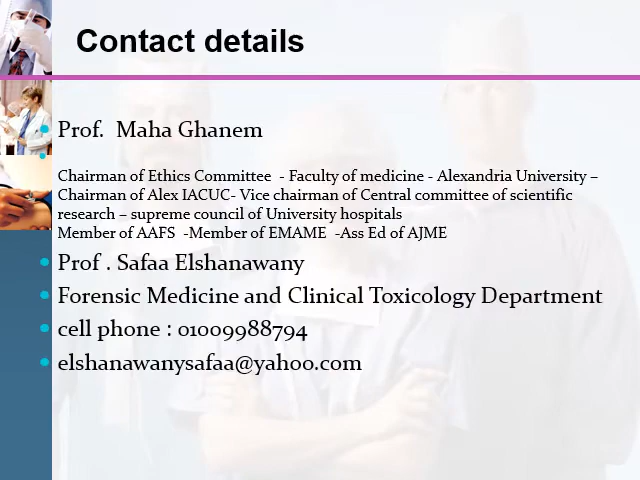 Contact details
Prof. Maha Ghanem
Chairman of Ethics Committee - Faculty of medicine - Alexandria University –
Chairman of Alex IACUC- Vice chairman of Central committee of scientific
research – supreme council of University hospitals
Member of AAFS -Member of EMAME -Ass Ed of AJME
Prof . Safaa Elshanawany
Forensic Medicine and Clinical Toxicology Department
cell phone : 01009988794
elshanawanysafaa@yahoo.com